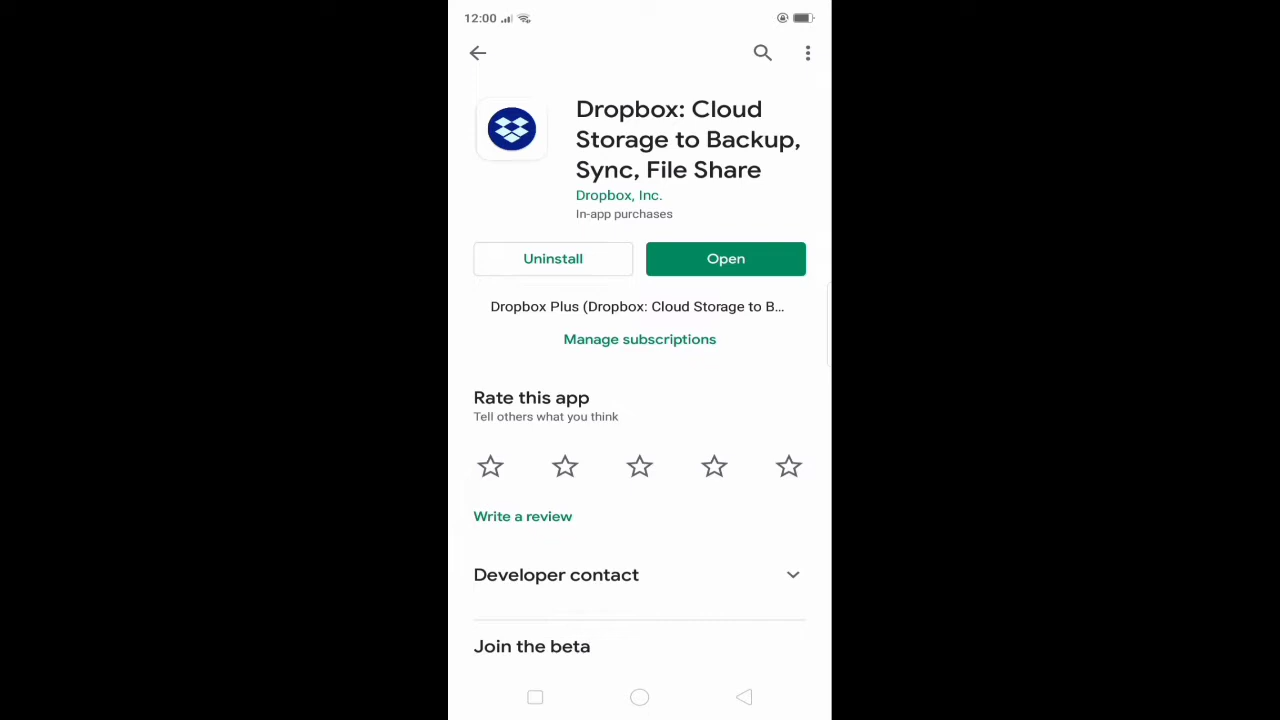 12:00
Dropbox: Cloud
Storage to Backup,
Sync, File Share
Dropbox, Inc.
In-app purchases
Uninstall
Open
Dropbox Plus (Dropbox: Cloud Storage to B...
Manage subscriptions
Rate this app
Tell others what you think
Write a review
Developer contact
Join the beta